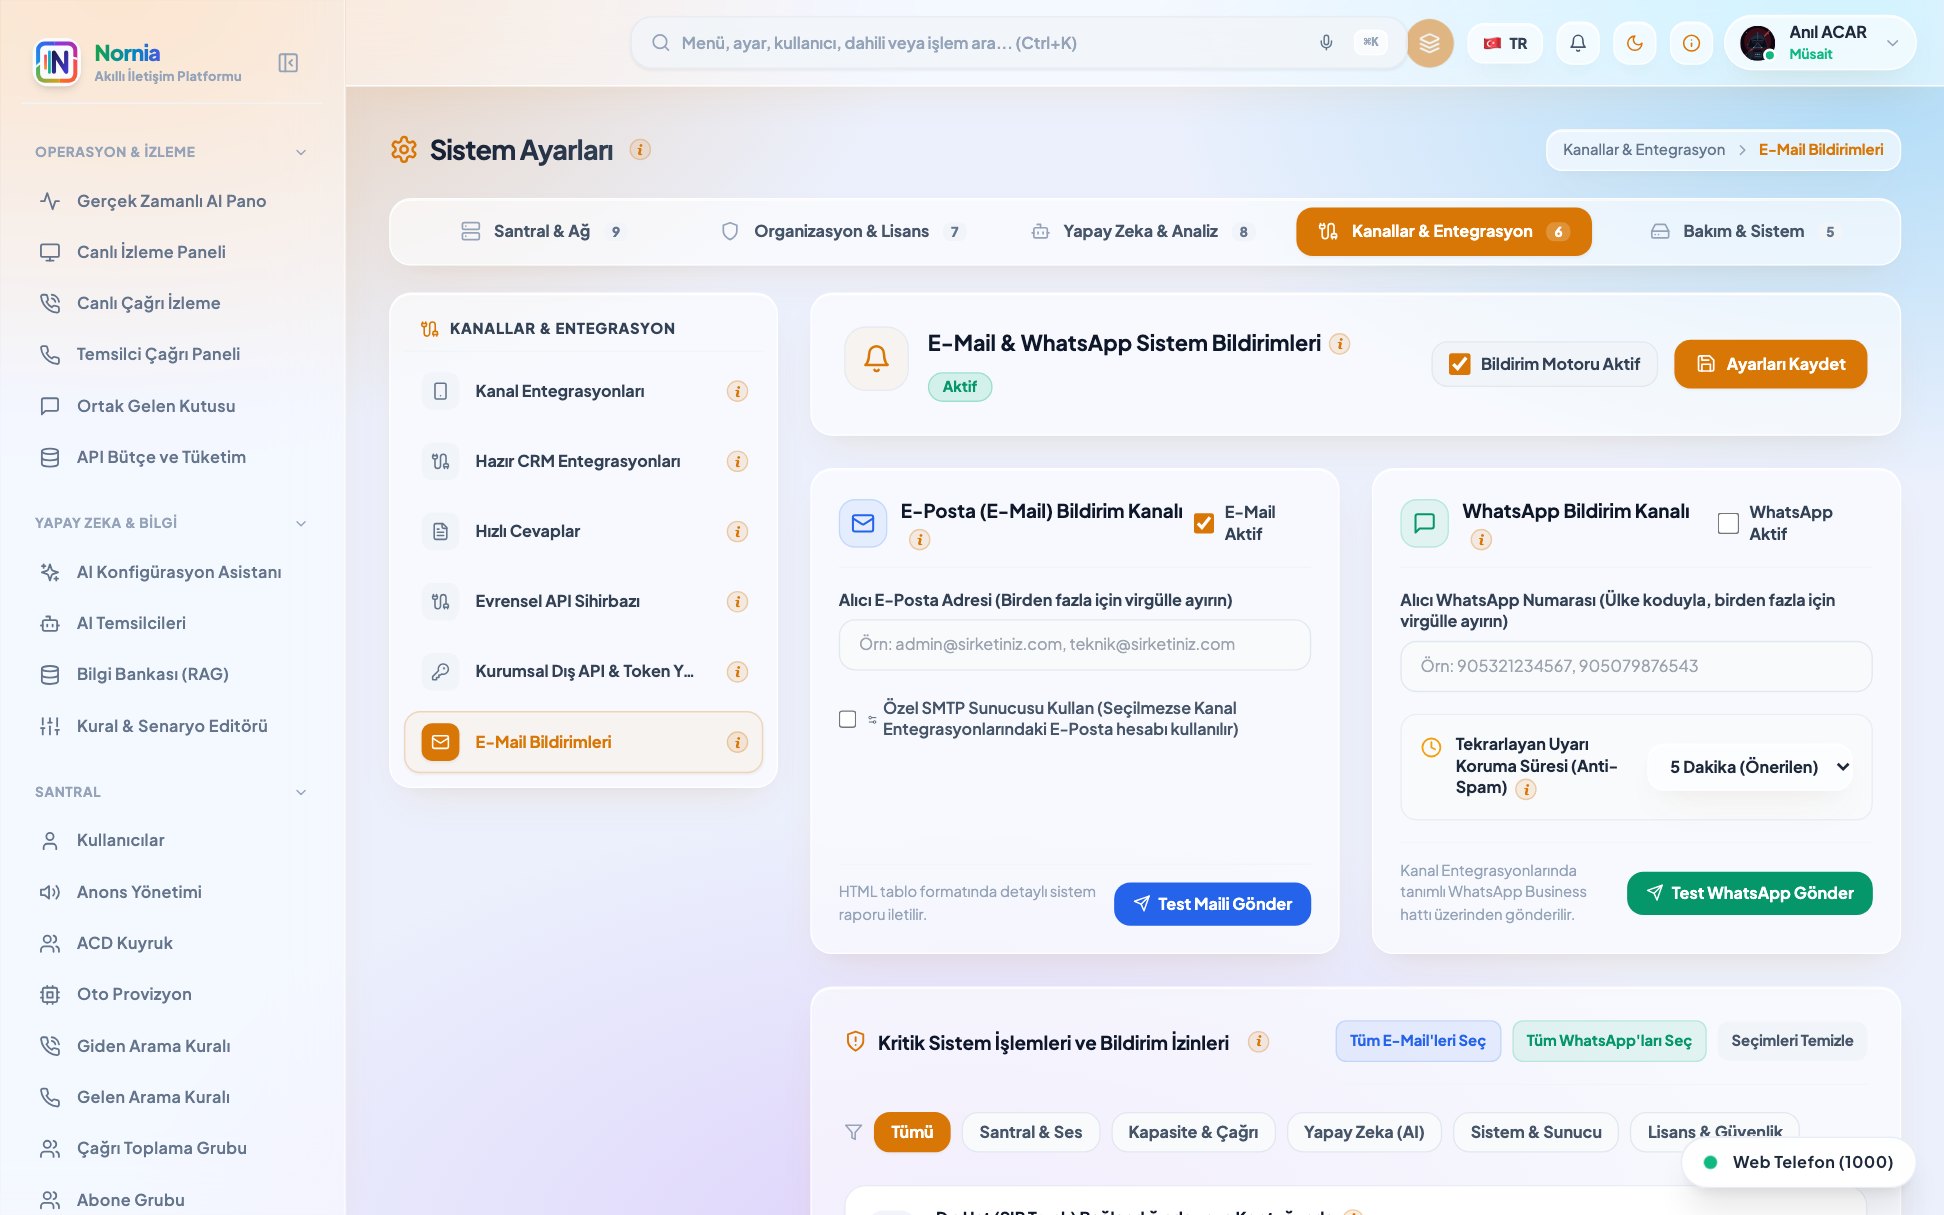 Nornia
Akıllı İletişim Platformu
Menü, ayar, kullanıcı, dahili veya işlem ara... (Ctrl+K)
⌘K
TR
Anıl ACAR
Müsait
OPERASYON & İZLEME
Gerçek Zamanlı AI Pano
Canlı İzleme Paneli
Canlı Çağrı İzleme
Temsilci Çağrı Paneli
Ortak Gelen Kutusu
API Bütçe ve Tüketim
YAPAY ZEKA & BİLGİ
AI Konfigürasyon Asistanı
AI Temsilcileri
Bilgi Bankası (RAG)
Kural & Senaryo Editörü
SANTRAL
Kullanıcılar
Anons Yönetimi
ACD Kuyruk
Oto Provizyon
Giden Arama Kuralı
Gelen Arama Kuralı
Çağrı Toplama Grubu
Abone Grubu
Sistem Ayarları
Kanallar & Entegrasyon
E-Mail Bildirimleri
Santral & Ağ 9
Organizasyon & Lisans 7
Yapay Zeka & Analiz 8
Kanallar & Entegrasyon 6
Bakım & Sistem 5
KANALLAR & ENTEGRASYON
Kanal Entegrasyonları
Hazır CRM Entegrasyonları
Hızlı Cevaplar
Evrensel API Sihirbazı
Kurumsal Dış API & Token Y...
E-Mail Bildirimleri
E-Mail & WhatsApp Sistem Bildirimleri
Aktif
Bildirim Motoru Aktif
Ayarları Kaydet
E-Posta (E-Mail) Bildirim Kanalı
E-Mail
Aktif
Alıcı E-Posta Adresi (Birden fazla için virgülle ayırın)
Örn: admin@sirketiniz.com, teknik@sirketiniz.com
Özel SMTP Sunucusu Kullan (Seçilmezse Kanal
Entegrasyonlarındaki E-Posta hesabı kullanılır)
HTML tablo formatında detaylı sistem
raporu iletilir.
Test Maili Gönder
WhatsApp Bildirim Kanalı
WhatsApp
Aktif
Alıcı WhatsApp Numarası (Ülke koduyla, birden fazla için
virgülle ayırın)
Örn: 905321234567, 905079876543
Tekrarlayan Uyarı
Koruma Süresi (Anti-
Spam)
5 Dakika (Önerilen)
Kanal Entegrasyonlarında
tanımlı WhatsApp Business
hattı üzerinden gönderilir.
Test WhatsApp Gönder
Kritik Sistem İşlemleri ve Bildirim İzinleri
Tüm E-Mail'leri Seç
Tüm WhatsApp'ları Seç
Seçimleri Temizle
Tümü
Santral & Ses
Kapasite & Çağrı
Yapay Zeka (AI)
Sistem & Sunucu
Lisans & Güvenlik
Web Telefon (1000)